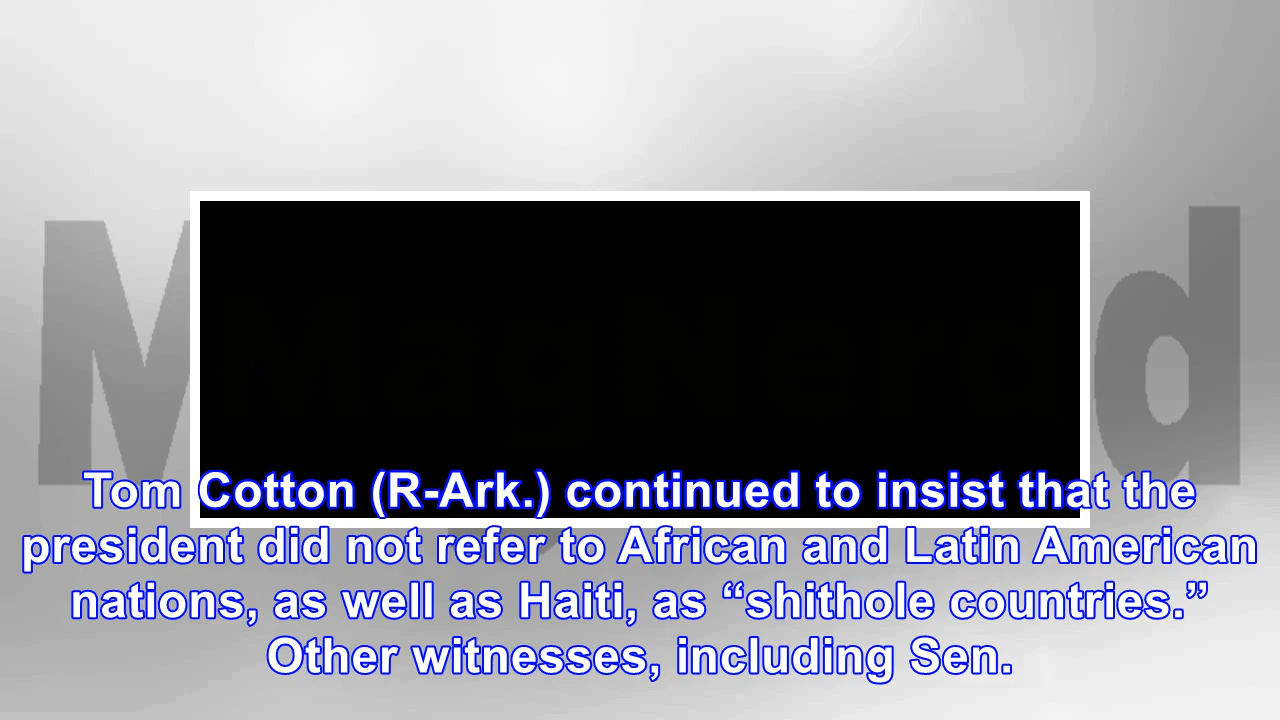 MagNerd
Tom Cotton (R-Ark.) continued to insist that the
president did not refer to African and Latin American
nations, as well as Haiti, as “shithole countries.”
Other witnesses, including Sen.